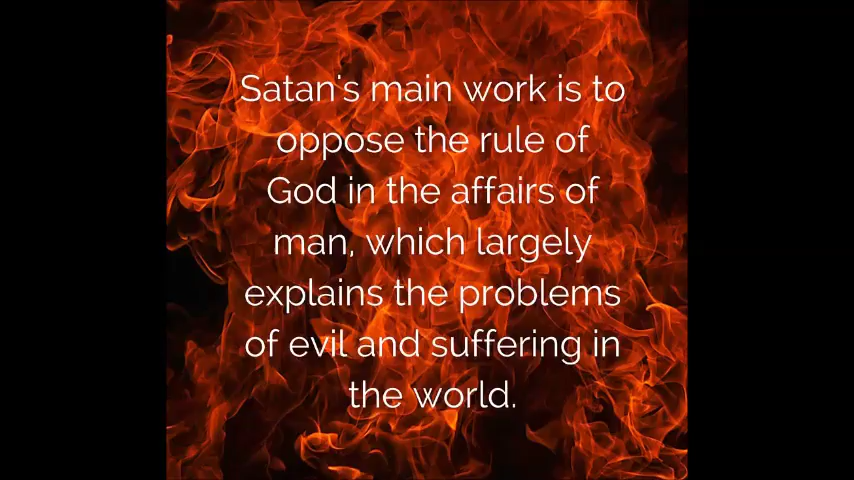 Satan's main work is to
oppose the rule of
God in the affairs of
man, which largely
explains the problems
of evil and suffering in
the world.